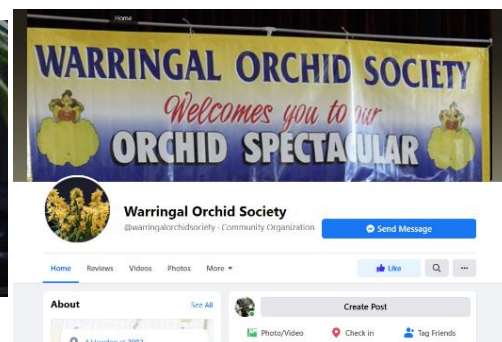 Home
WARRINGAL ORCHID SOCIETY
Welcomes you to our
ORCHID SPECTACULAR
Warringal Orchid Society
@warringalorchidsociety · Community Organization
Send Message
Home Reviews Videos Photos More
Like
About See All
Create Post
Photo/Video Check in Tag Friends